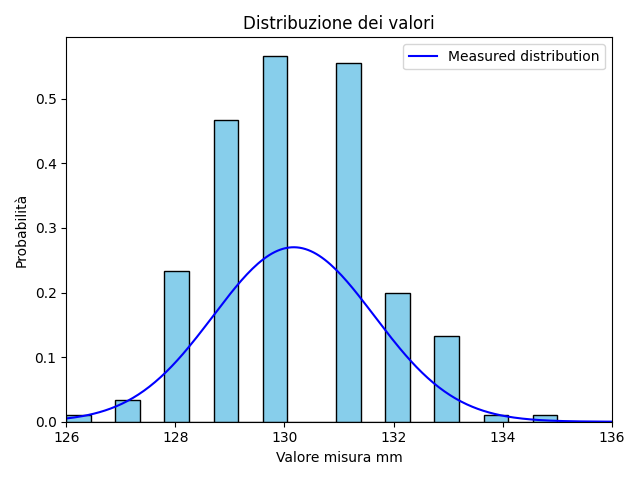 Distribuzione dei valori
Measured distribution
Probabilità
0.5
0.4
0.3
0.2
0.1
0.0
126 128 130 132 134 136
Valore misura mm